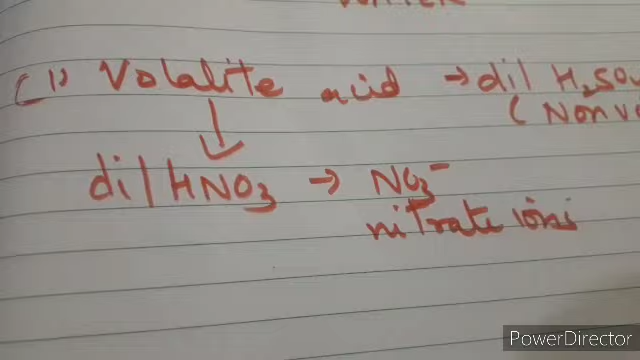 (1) Volalite acid → dil H₂SO₄
(Nonv
dil HNO₃ → NO₃⁻
nitrate ions
PowerDirector